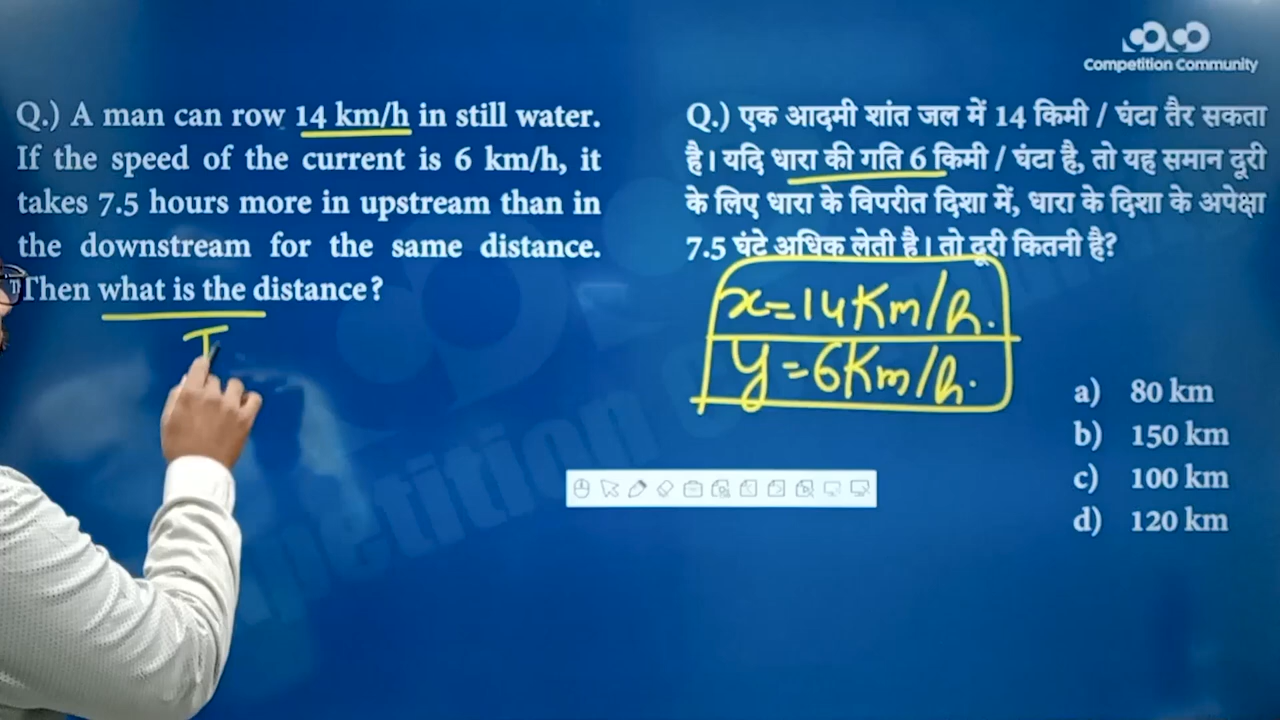 Competition Community
Q.) A man can row 14 km/h in still water.
If the speed of the current is 6 km/h, it
takes 7.5 hours more in upstream than in
the downstream for the same distance.
Then what is the distance?
Q.) एक आदमी शांत जल में 14 किमी / घंटा तैर सकता
है। यदि धारा की गति 6 किमी / घंटा है, तो यह समान दूरी
के लिए धारा के विपरीत दिशा में, धारा के दिशा के अपेक्षा
7.5 घंटे अधिक लेती है। तो दूरी कितनी है?
x=14Km/h.
y=6Km/h.
a) 80 km
b) 150 km
c) 100 km
d) 120 km